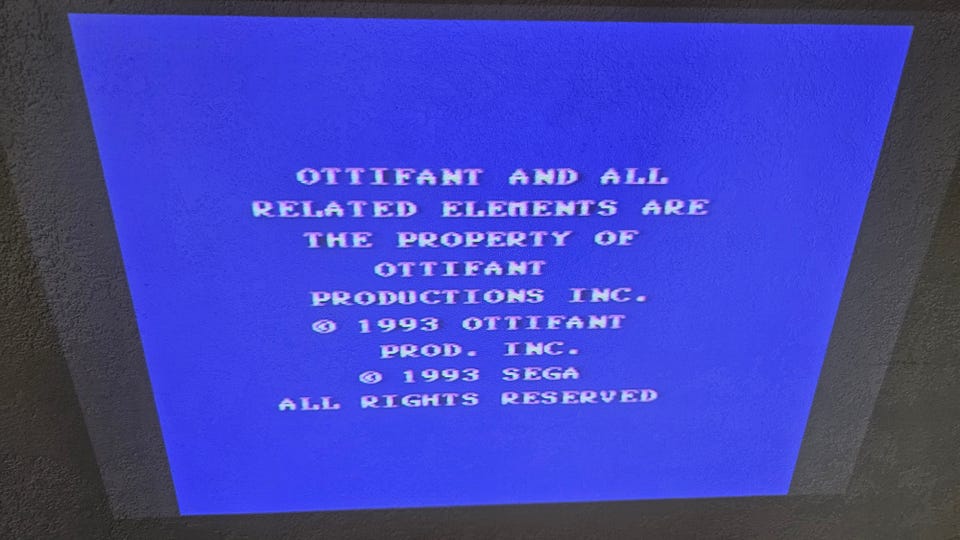 OTTIFANT AND ALL
RELATED ELEMENTS ARE
THE PROPERTY OF
OTTIFANT
PRODUCTIONS INC.
© 1993 OTTIFANT
PROD. INC.
© 1993 SEGA
ALL RIGHTS RESERVED